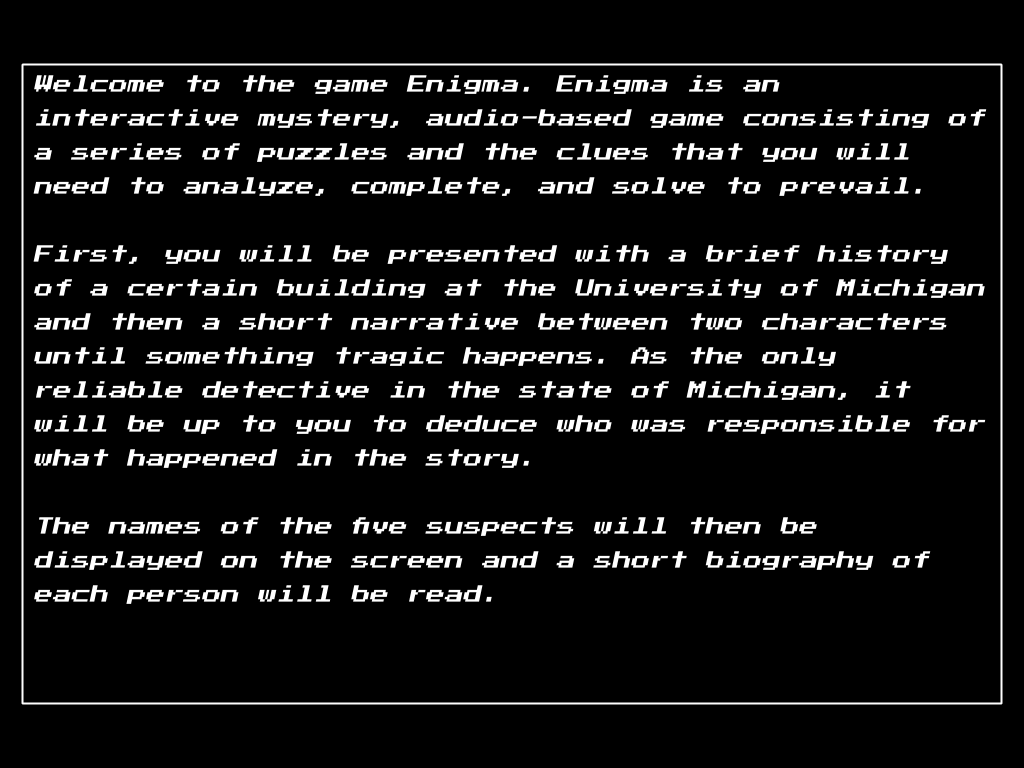 Welcome to the game Enigma. Enigma is an
interactive mystery, audio-based game consisting of
a series of puzzles and the clues that you will
need to analyze, complete, and solve to prevail.

First, you will be presented with a brief history
of a certain building at the University of Michigan
and then a short narrative between two characters
until something tragic happens. As the only
reliable detective in the state of Michigan, it
will be up to you to deduce who was responsible for
what happened in the story.

The names of the five suspects will then be
displayed on the screen and a short biography of
each person will be read.